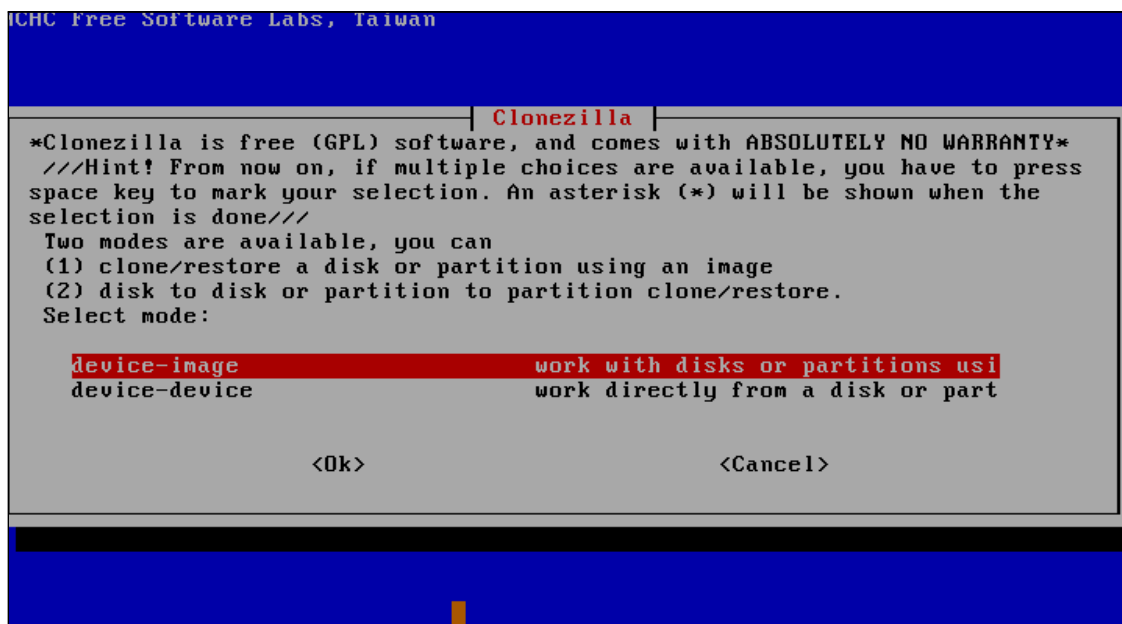 NCHC Free Software Labs, Taiwan
Clonezilla
*Clonezilla is free (GPL) software, and comes with ABSOLUTELY NO WARRANTY*
///Hint! From now on, if multiple choices are available, you have to press
space key to mark your selection. An asterisk (*) will be shown when the
selection is done///
Two modes are available, you can
(1) clone/restore a disk or partition using an image
(2) disk to disk or partition to partition clone/restore.
Select mode:
device-image work with disks or partitions usi
device-device work directly from a disk or part
<Ok> <Cancel>